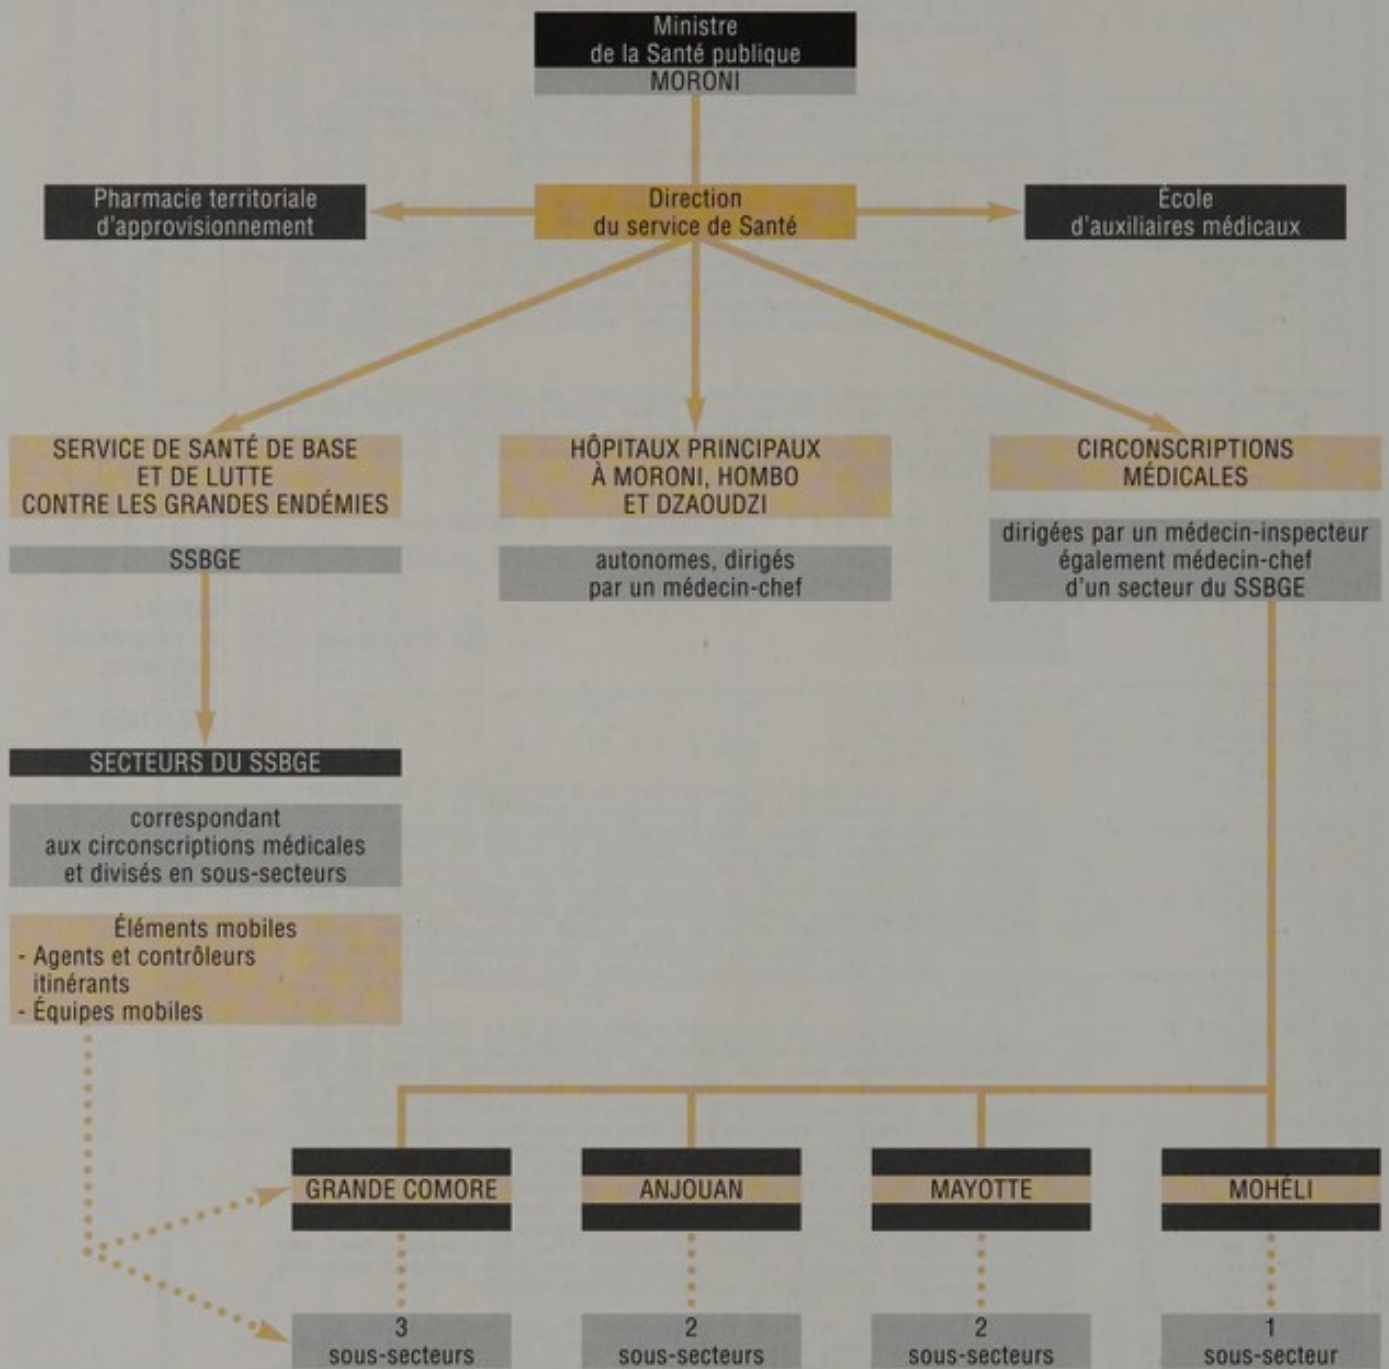 Ministre
de la Santé publique
MORONI
Pharmacie territoriale
d'approvisionnement
Direction
du service de Santé
École
d'auxiliaires médicaux
SERVICE DE SANTÉ DE BASE
ET DE LUTTE
CONTRE LES GRANDES ENDÉMIES
SSBGE
HÔPITAUX PRINCIPAUX
À MORONI, HOMBO
ET DZAOUDZI
autonomes, dirigés
par un médecin-chef
CIRCONSCRIPTIONS
MÉDICALES
dirigées par un médecin-inspecteur
également médecin-chef
d'un secteur du SSBGE
SECTEURS DU SSBGE
correspondant
aux circonscriptions médicales
et divisés en sous-secteurs
Éléments mobiles
- Agents et contrôleurs
itinérants
- Équipes mobiles
GRANDE COMORE
ANJOUAN
MAYOTTE
MOHÉLI
3
sous-secteurs
2
sous-secteurs
2
sous-secteurs
1
sous-secteur